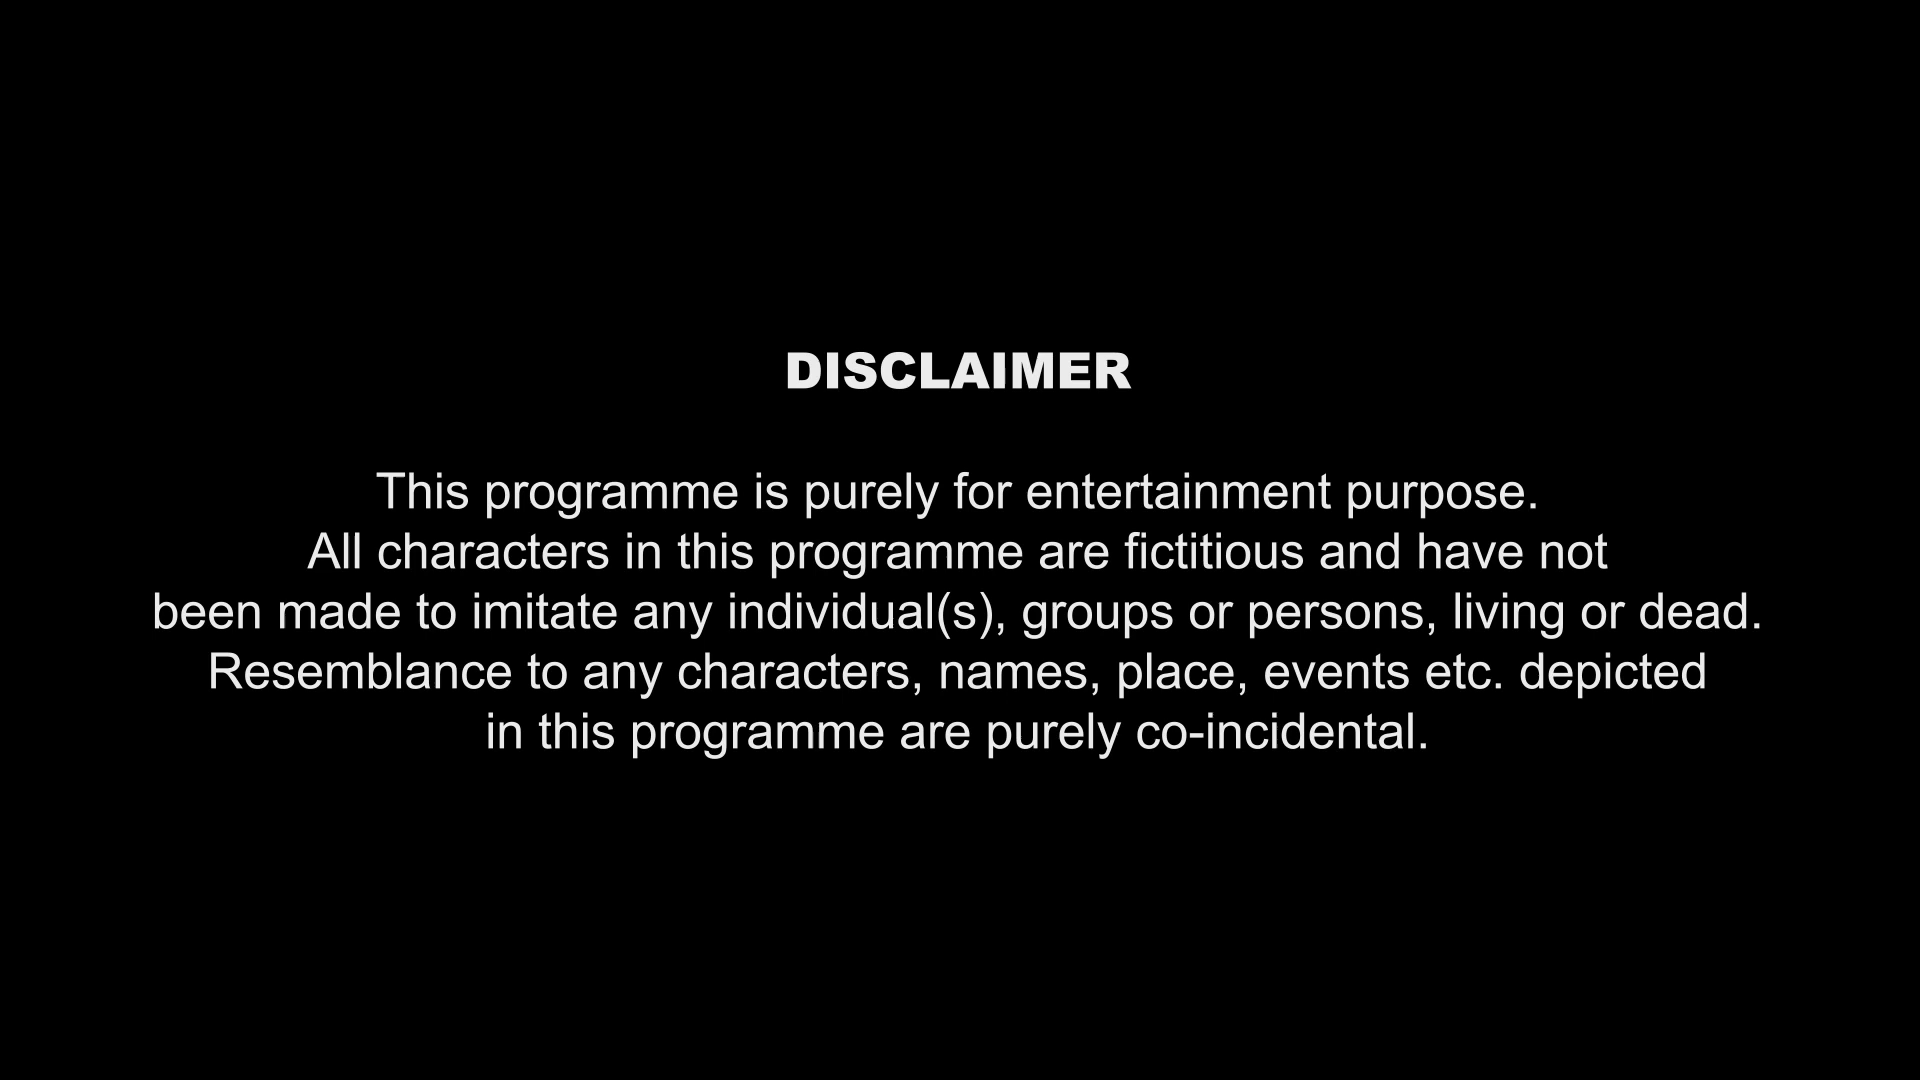 DISCLAIMER
This programme is purely for entertainment purpose.
All characters in this programme are fictitious and have not
been made to imitate any individual(s), groups or persons, living or dead.
Resemblance to any characters, names, place, events etc. depicted
in this programme are purely co-incidental.